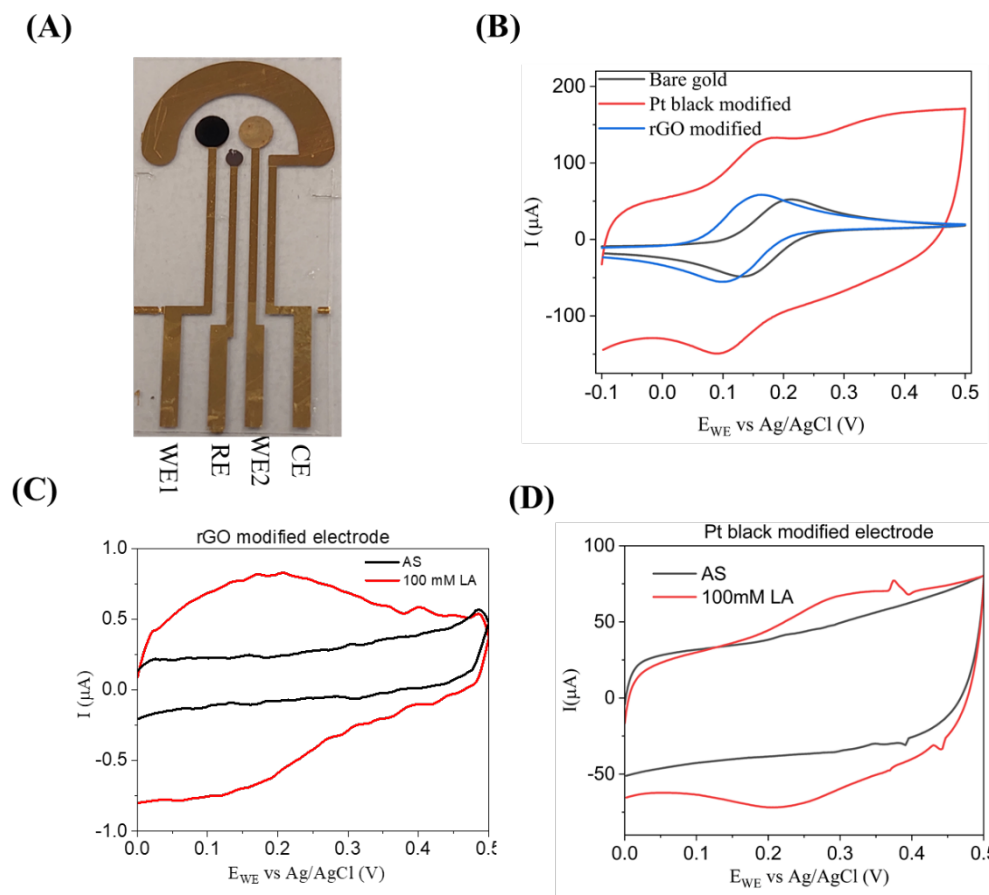 (A)
WE1
RE
WE2
CE
(B)
Bare gold
Pt black modified
rGO modified
200
100
0
-100
I (µA)
-0.1 0.0 0.1 0.2 0.3 0.4 0.5
E_WE vs Ag/AgCl (V)
(C)
rGO modified electrode
AS
100 mM LA
1.0
0.5
0.0
-0.5
-1.0
I (µA)
0.0 0.1 0.2 0.3 0.4 0.5
E_WE vs Ag/AgCl (V)
(D)
Pt black modified electrode
AS
100mM LA
100
50
0
-50
I(µA)
0.0 0.1 0.2 0.3 0.4 0.5
E_WE vs Ag/AgCl (V)